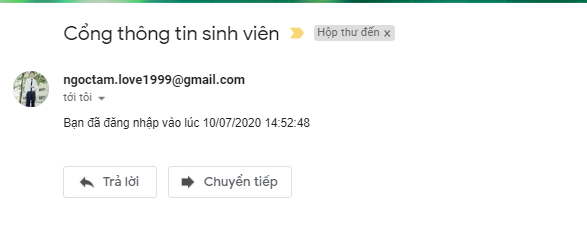 Cổng thông tin sinh viên
Hộp thư đến x
ngoctam.love1999@gmail.com
tới tôi
Bạn đã đăng nhập vào lúc 10/07/2020 14:52:48
Trả lời
Chuyển tiếp